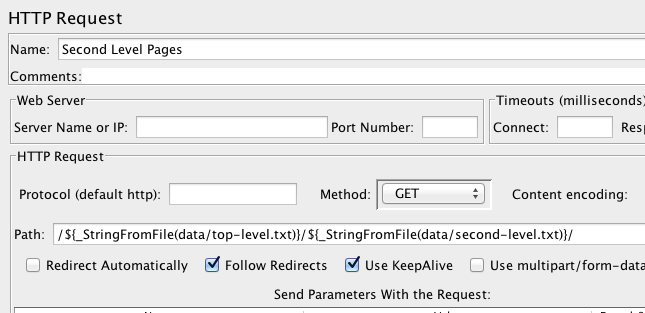 HTTP Request
Name: Second Level Pages
Comments:
Web Server
Timeouts (milliseconds)
Server Name or IP: Port Number: Connect:
HTTP Request
Protocol (default http): Method: GET Content encoding:
Path: /${_StringFromFile(data/top-level.txt)}/${_StringFromFile(data/second-level.txt)}/
Redirect Automatically Follow Redirects Use KeepAlive Use multipart/form-data
Send Parameters With the Request: